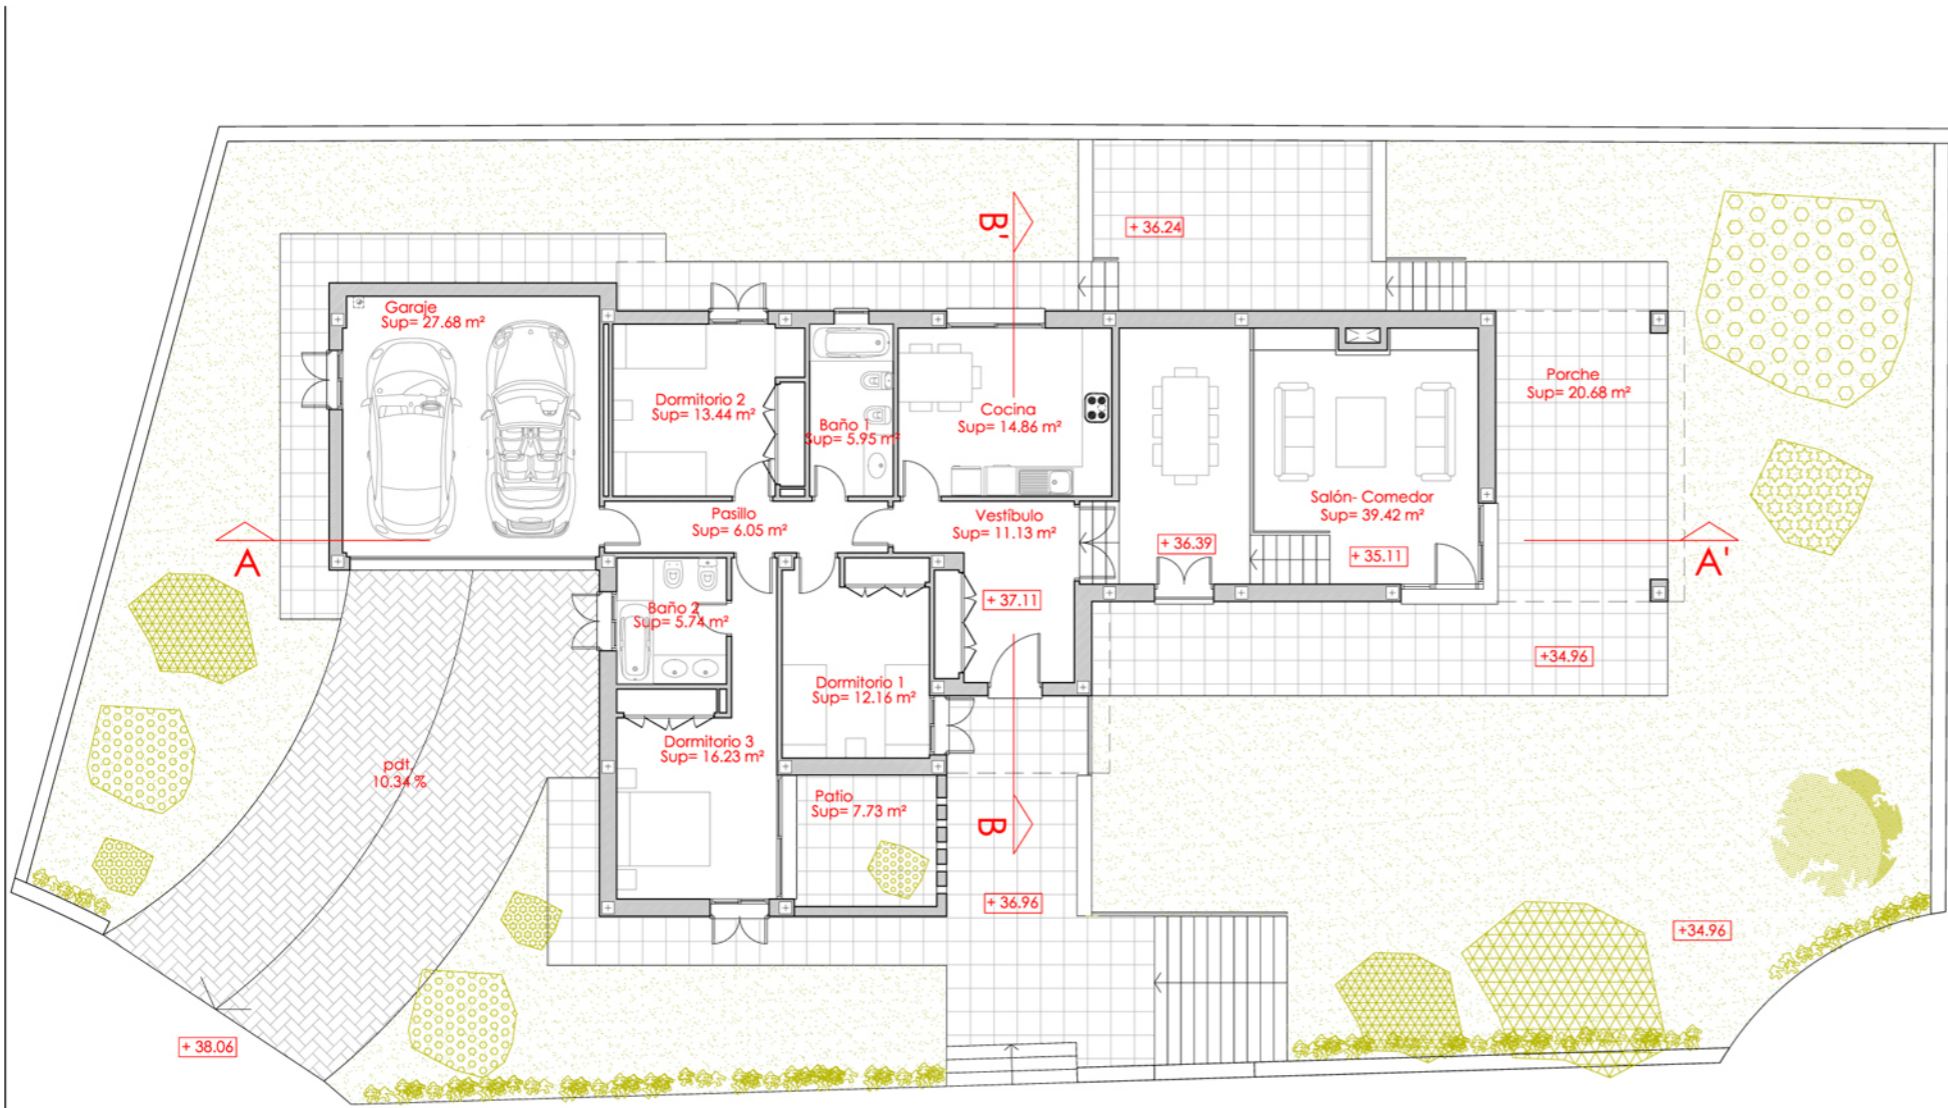 B'
+ 36.24
Garaje
Sup= 27.68 m²
Porche
Sup= 20.68 m²
Dormitorio 2
Sup= 13.44 m²
Baño 1
Sup= 5.95 m²
Cocina
Sup= 14.86 m²
Salón- Comedor
Sup= 39.42 m²
Pasillo
Sup= 6.05 m²
Vestíbulo
Sup= 11.13 m²
+ 36.39
+ 35.11
A
A'
+ 37.11
Baño 2
Sup= 5.74 m²
+34.96
Dormitorio 1
Sup= 12.16 m²
Dormitorio 3
Sup= 16.23 m²
pdt.
10.34 %
Patio
Sup= 7.73 m²
B
+ 36.96
+34.96
+ 38.06